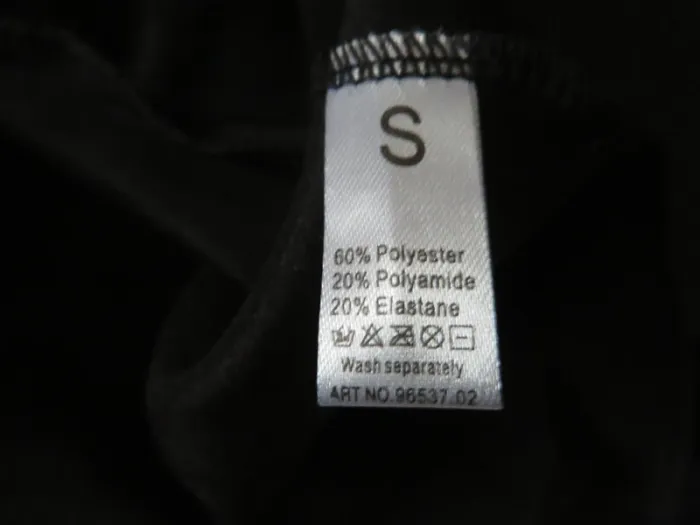 S
60% Polyester
20% Polyamide
20% Elastane
Wash separately
ART NO.96537 02